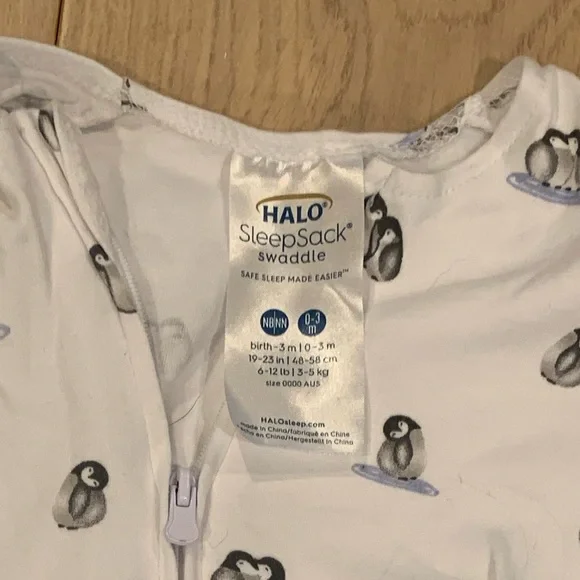 HALO®
SleepSack®
swaddle
SAFE SLEEP MADE EASIER™
NB|NN 0-3 m
birth-3 m | 0-3 m
19-23 in | 48-58 cm
6-12 lb | 3-5 kg
size 0000 AUS
HALOsleep.com
made in China/fabriqué en Chine
echo en China/Hergestellt in China